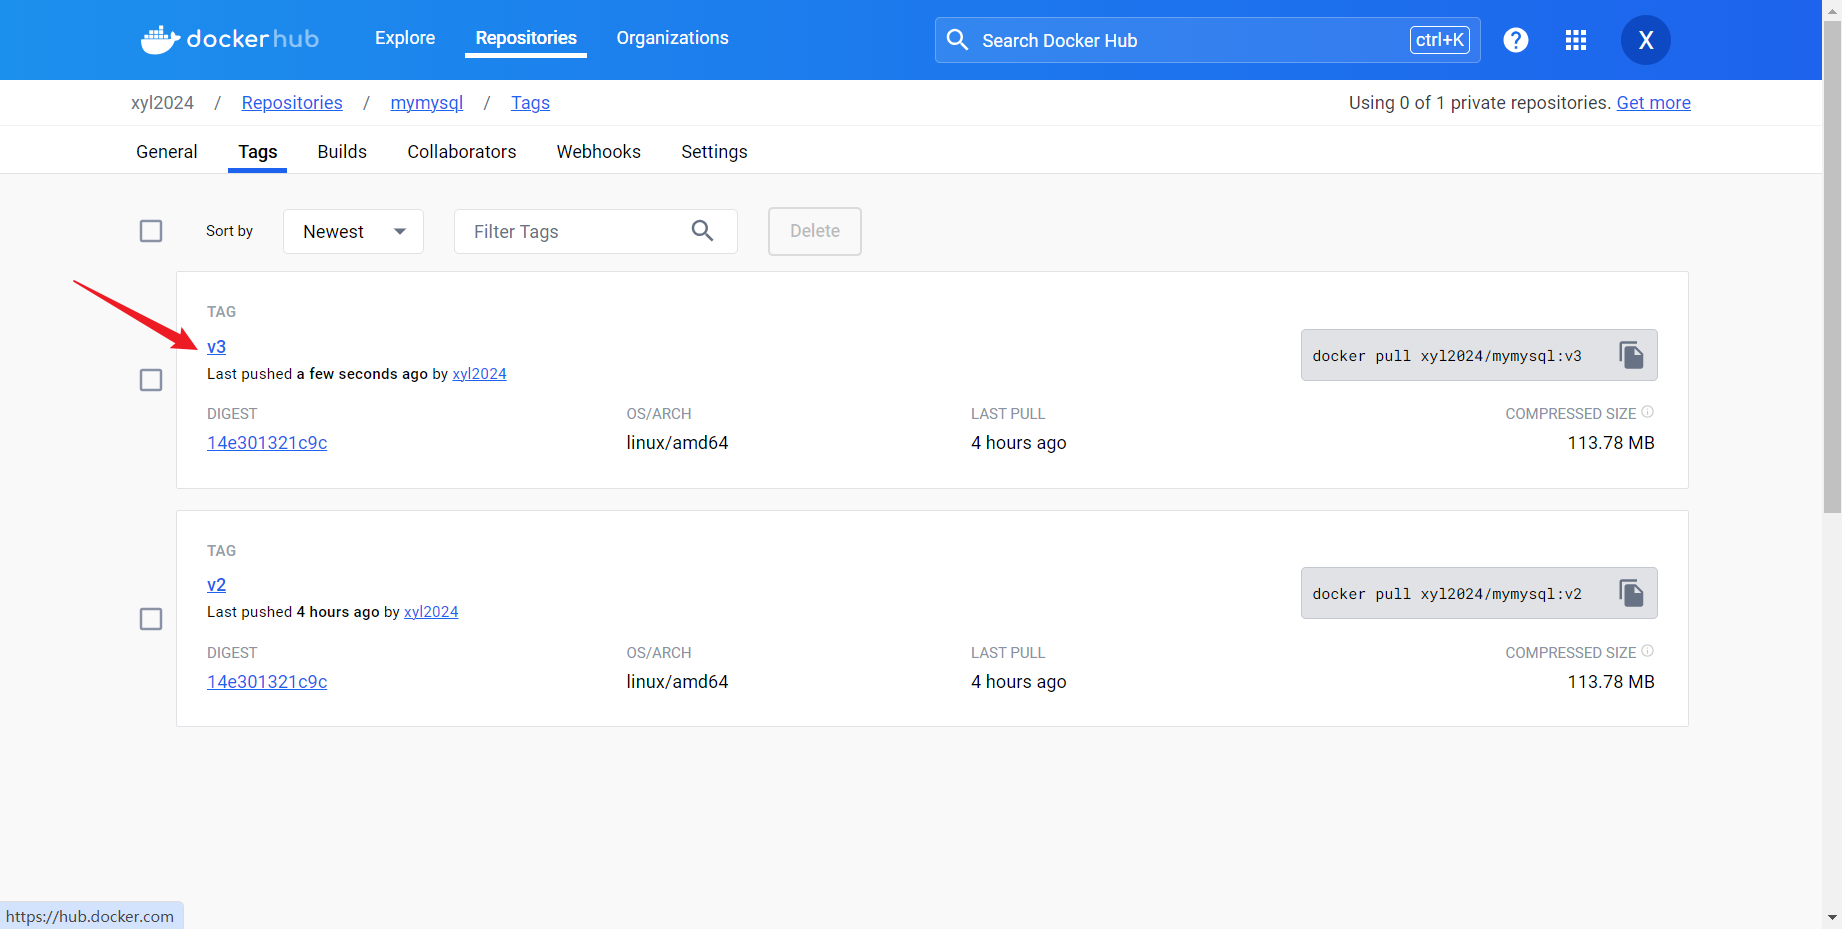 docker hub Explore Repositories Organizations Search Docker Hub ctrl+K ? X
xyl2024 / Repositories / mymysql / Tags Using 0 of 1 private repositories. Get more
General Tags Builds Collaborators Webhooks Settings
Sort by Newest Filter Tags Delete
TAG
v3
docker pull xyl2024/mymysql:v3
Last pushed a few seconds ago by xyl2024
DIGEST OS/ARCH LAST PULL COMPRESSED SIZE
14e301321c9c linux/amd64 4 hours ago 113.78 MB
TAG
v2
docker pull xyl2024/mymysql:v2
Last pushed 4 hours ago by xyl2024
DIGEST OS/ARCH LAST PULL COMPRESSED SIZE
14e301321c9c linux/amd64 4 hours ago 113.78 MB
https://hub.docker.com